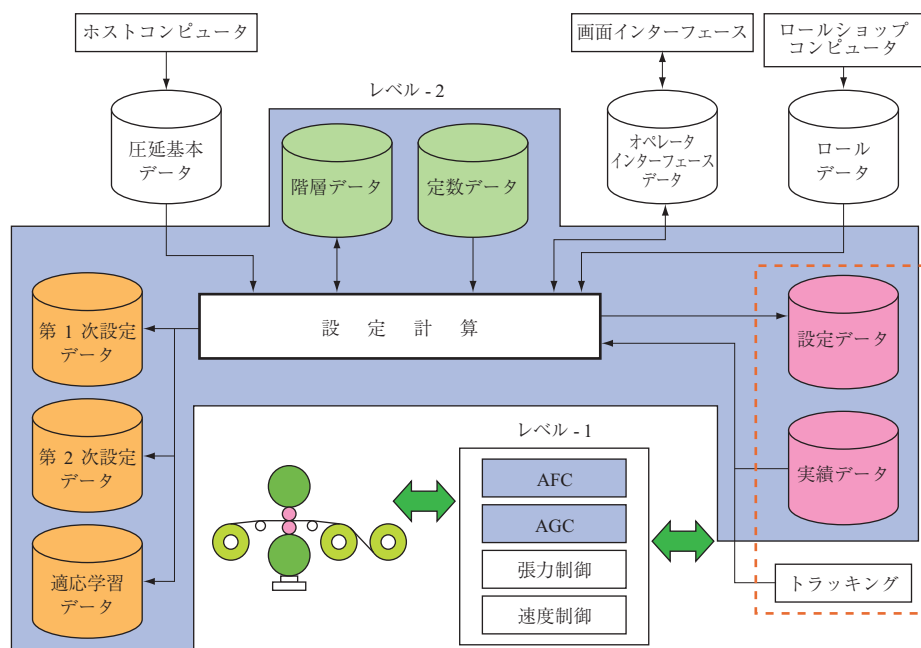 ホストコンピュータ
画面インターフェース
ロールショップ
コンピュータ
レベル - 2
圧延基本
データ
階層データ
定数データ
オペレータ
インターフェース
データ
ロール
データ
第 1 次設定
データ
設 定 計 算
設定データ
第 2 次設定
データ
レベル - 1
AFC
AGC
張力制御
速度制御
実績データ
適応学習
データ
トラッキング